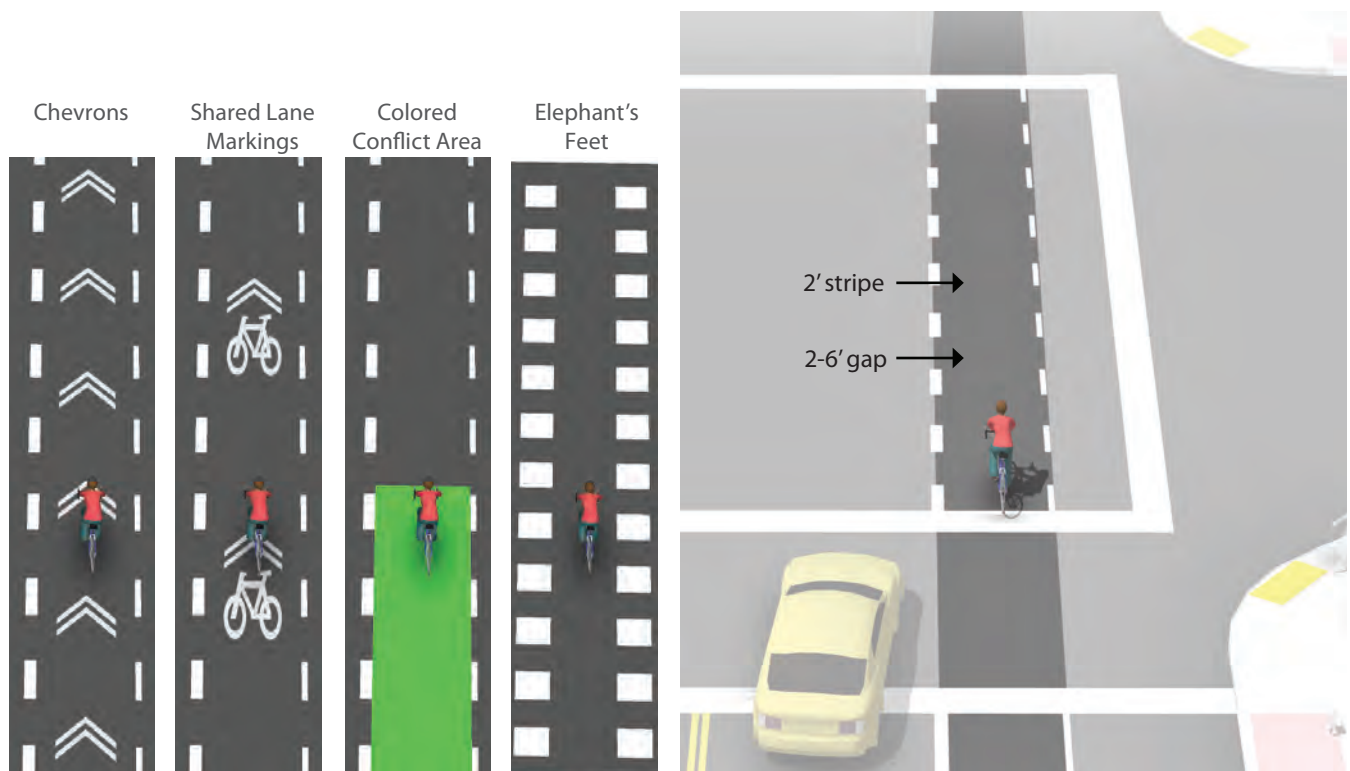 Chevrons
Shared Lane
Markings
Colored
Conflict Area
Elephant’s
Feet
2’ stripe
2-6’ gap